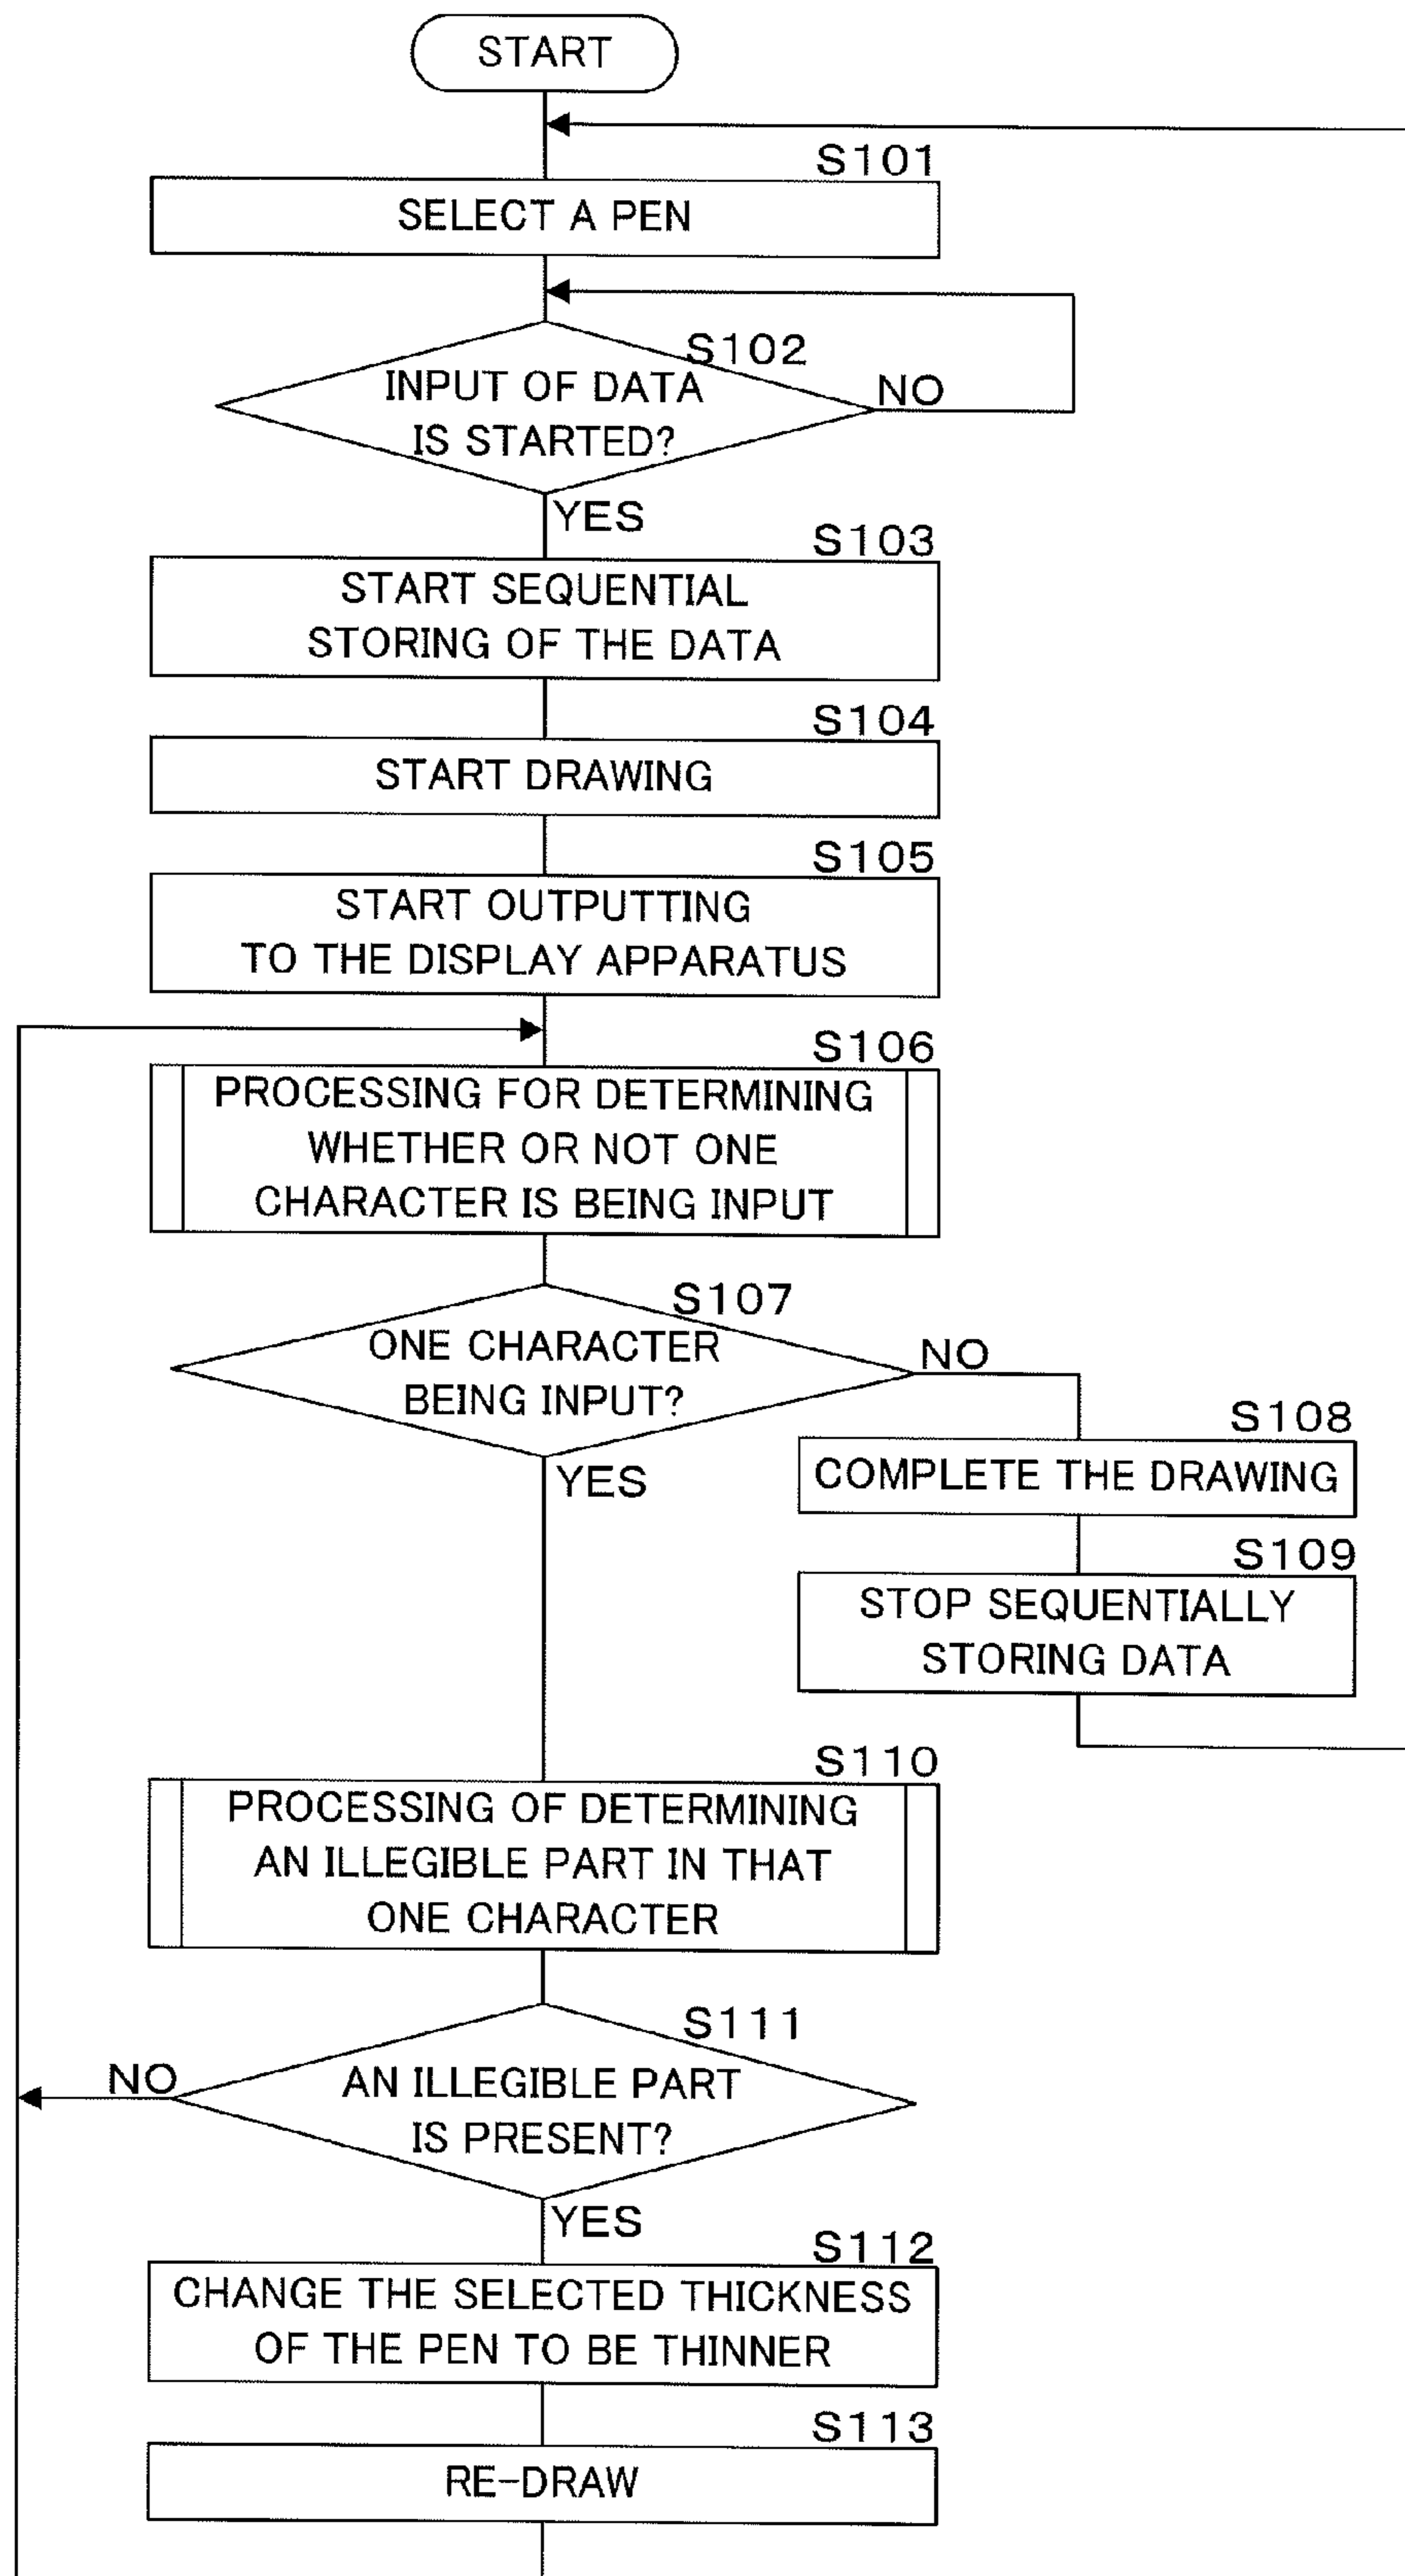 START
S101
SELECT A PEN
S102
INPUT OF DATA
IS STARTED?
NO
YES
S103
START SEQUENTIAL
STORING OF THE DATA
S104
START DRAWING
S105
START OUTPUTTING
TO THE DISPLAY APPARATUS
S106
PROCESSING FOR DETERMINING
WHETHER OR NOT ONE
CHARACTER IS BEING INPUT
S107
ONE CHARACTER
BEING INPUT?
NO
YES
S108
COMPLETE THE DRAWING
S109
STOP SEQUENTIALLY
STORING DATA
S110
PROCESSING OF DETERMINING
AN ILLEGIBLE PART IN THAT
ONE CHARACTER
S111
AN ILLEGIBLE PART
IS PRESENT?
NO
YES
S112
CHANGE THE SELECTED THICKNESS
OF THE PEN TO BE THINNER
S113
RE-DRAW